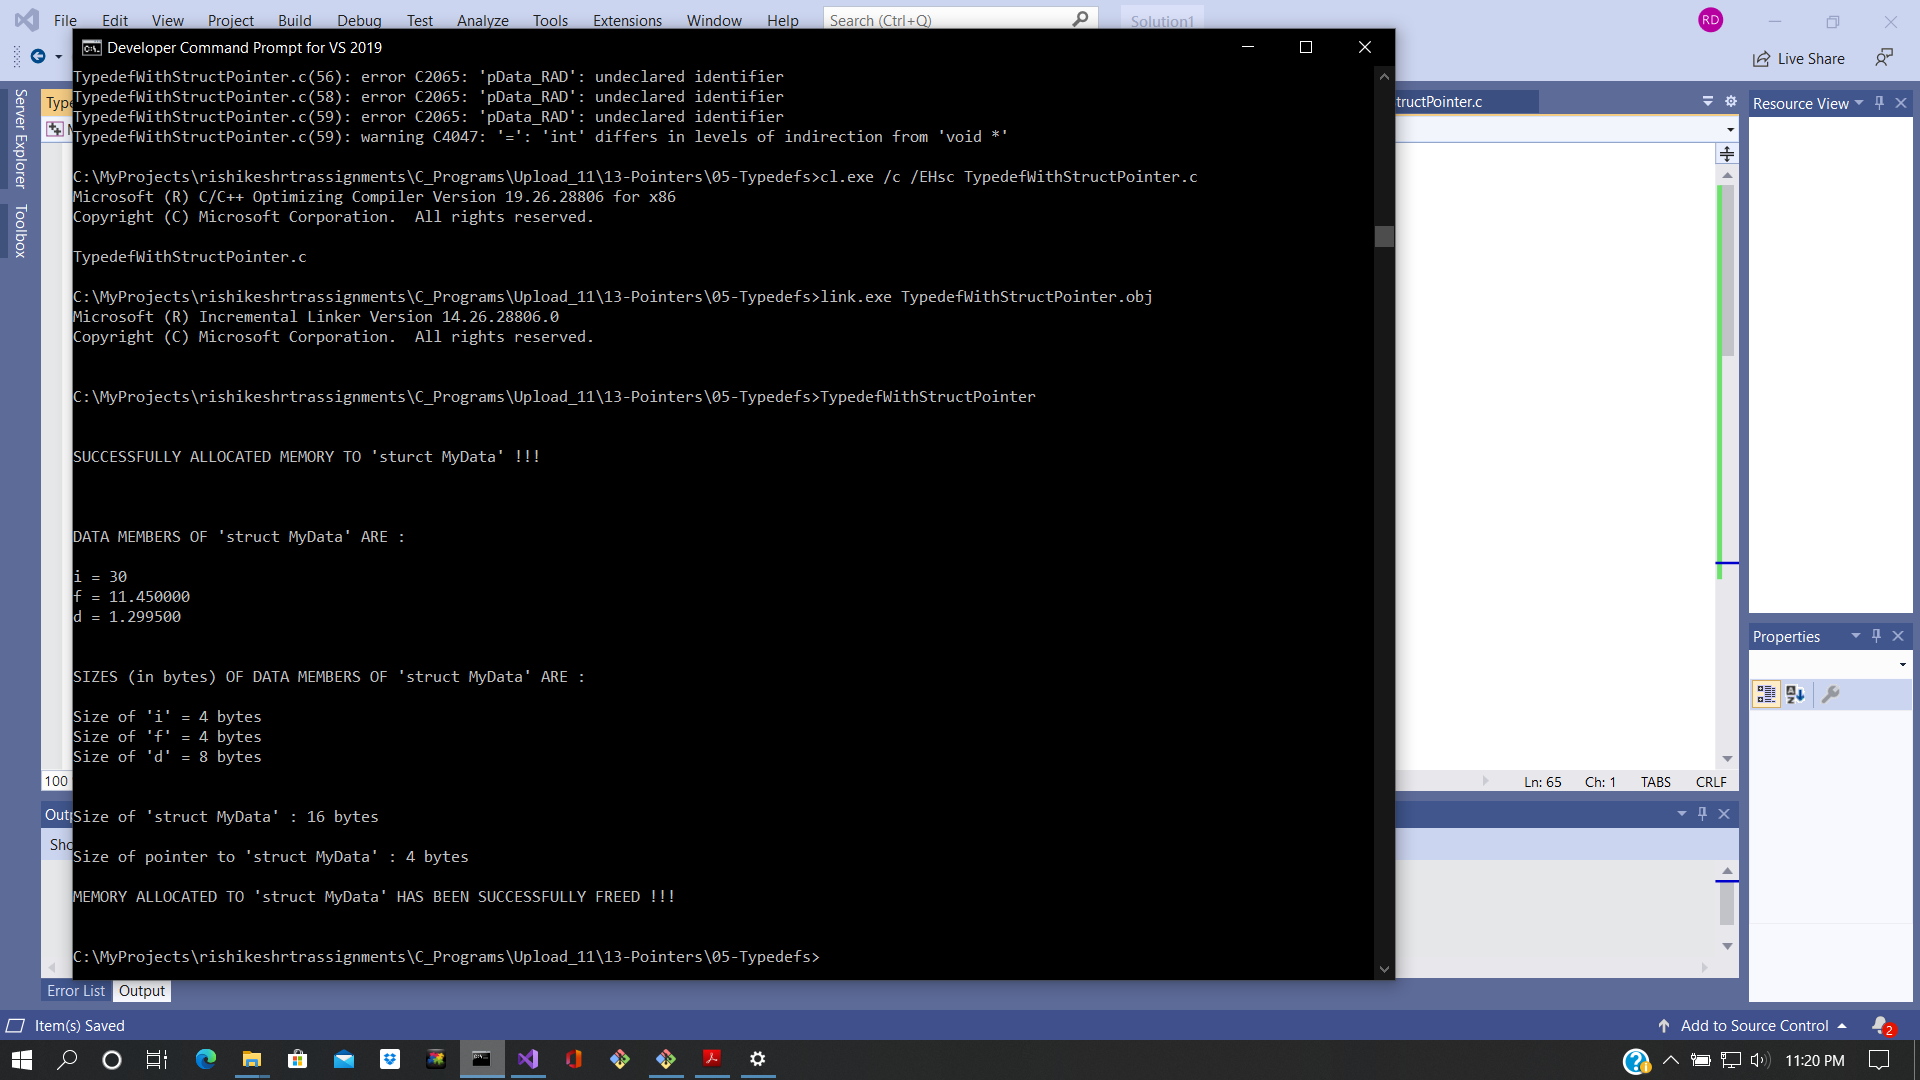 File Edit View Project Build Debug Test Analyze Tools Extensions Window Help Search (Ctrl+Q) Solution1 RD
Developer Command Prompt for VS 2019
Live Share
Server Explorer
Toolbox
Type
tructPointer.c
Resource View
TypedefWithStructPointer.c(56): error C2065: 'pData_RAD': undeclared identifier
TypedefWithStructPointer.c(58): error C2065: 'pData_RAD': undeclared identifier
TypedefWithStructPointer.c(59): error C2065: 'pData_RAD': undeclared identifier
TypedefWithStructPointer.c(59): warning C4047: '=': 'int' differs in levels of indirection from 'void *'
C:\MyProjects\rishikeshrtrassignments\C_Programs\Upload_11\13-Pointers\05-Typedefs>cl.exe /c /EHsc TypedefWithStructPointer.c
Microsoft (R) C/C++ Optimizing Compiler Version 19.26.28806 for x86
Copyright (C) Microsoft Corporation.  All rights reserved.
TypedefWithStructPointer.c
C:\MyProjects\rishikeshrtrassignments\C_Programs\Upload_11\13-Pointers\05-Typedefs>link.exe TypedefWithStructPointer.obj
Microsoft (R) Incremental Linker Version 14.26.28806.0
Copyright (C) Microsoft Corporation.  All rights reserved.
C:\MyProjects\rishikeshrtrassignments\C_Programs\Upload_11\13-Pointers\05-Typedefs>TypedefWithStructPointer
SUCCESSFULLY ALLOCATED MEMORY TO 'sturct MyData' !!!
DATA MEMBERS OF 'struct MyData' ARE :
i = 30
f = 11.450000
d = 1.299500
SIZES (in bytes) OF DATA MEMBERS OF 'struct MyData' ARE :
Size of 'i' = 4 bytes
Size of 'f' = 4 bytes
Size of 'd' = 8 bytes
Size of 'struct MyData' : 16 bytes
Size of pointer to 'struct MyData' : 4 bytes
MEMORY ALLOCATED TO 'struct MyData' HAS BEEN SUCCESSFULLY FREED !!!
C:\MyProjects\rishikeshrtrassignments\C_Programs\Upload_11\13-Pointers\05-Typedefs>
Properties
100
Ln: 65 Ch: 1 TABS CRLF
Outp
Sho
Error List Output
Item(s) Saved
Add to Source Control
2
11:20 PM